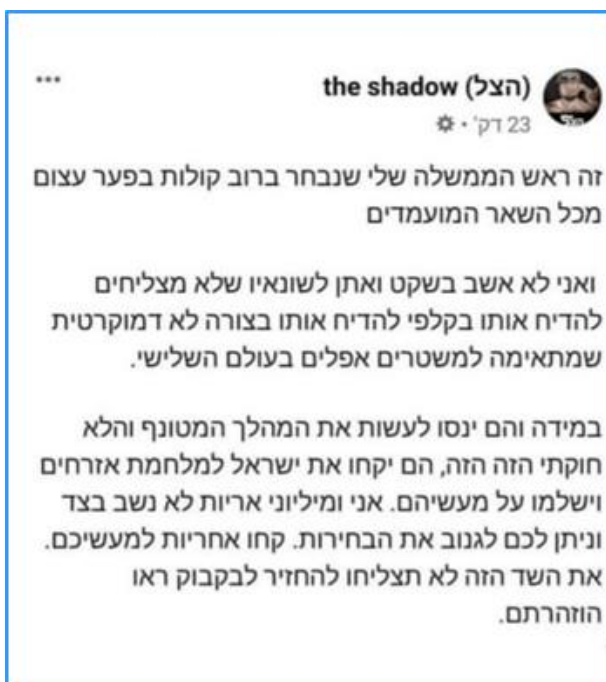 the shadow (הצל)
23 דק'
זה ראש הממשלה שלי שנבחר ברוב קולות בפער עצום
מכל השאר המועמדים
ואני לא אשב בשקט ואתן לשונאיו שלא מצליחים
להדיח אותו בקלפי להדיח אותו בצורה לא דמוקרטית
שמתאימה למשטרים אפלים בעולם השלישי.
במידה והם ינסו לעשות את המהלך המטונף והלא
חוקתי הזה הזה, הם יקחו את ישראל למלחמת אזרחים
וישלמו על מעשיהם. אני ומיליוני אריות לא נשב בצד
וניתן לכם לגנוב את הבחירות. קחו אחריות למעשיכם.
את השד הזה לא תצליחו להחזיר לבקבוק ראו
הוזהרתם.